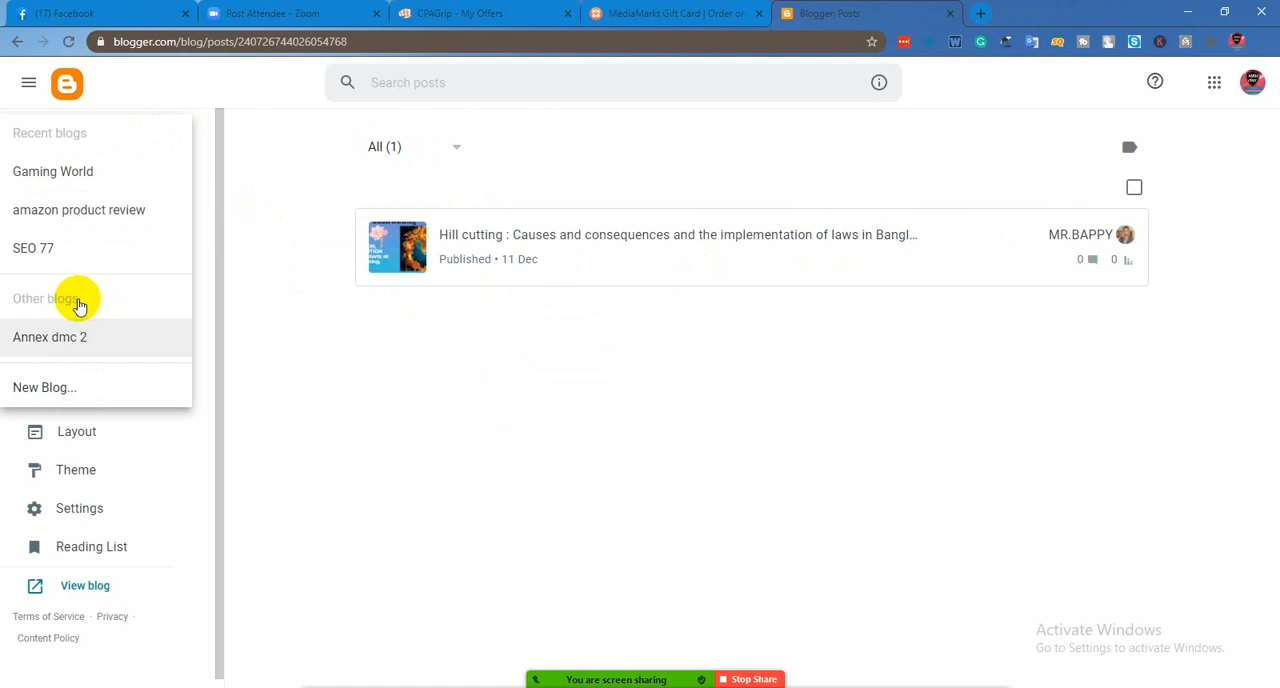 (17) Facebook
Post Attendee - Zoom
CPAGrip - My Offers
MediaMarkt Gift Card | Order on
Blogger: Posts
blogger.com/blog/posts/240726744026054768
Search posts
Recent blogs
Gaming World
amazon product review
SEO 77
Other blogs
Annex dmc 2
New Blog...
Layout
Theme
Settings
Reading List
View blog
Terms of Service · Privacy ·
Content Policy
All (1)
Hill cutting : Causes and consequences and the implementation of laws in Bangl...
MR.BAPPY
Published • 11 Dec
0 0
Activate Windows
Go to Settings to activate Windows.
You are screen sharing
Stop Share